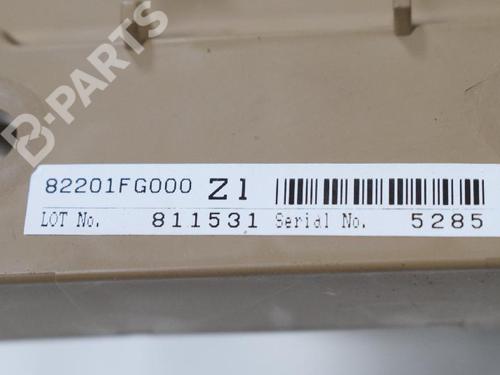 B-PARTS
82201FG000 Z1
LOT No. 811531 Serial No. 5285